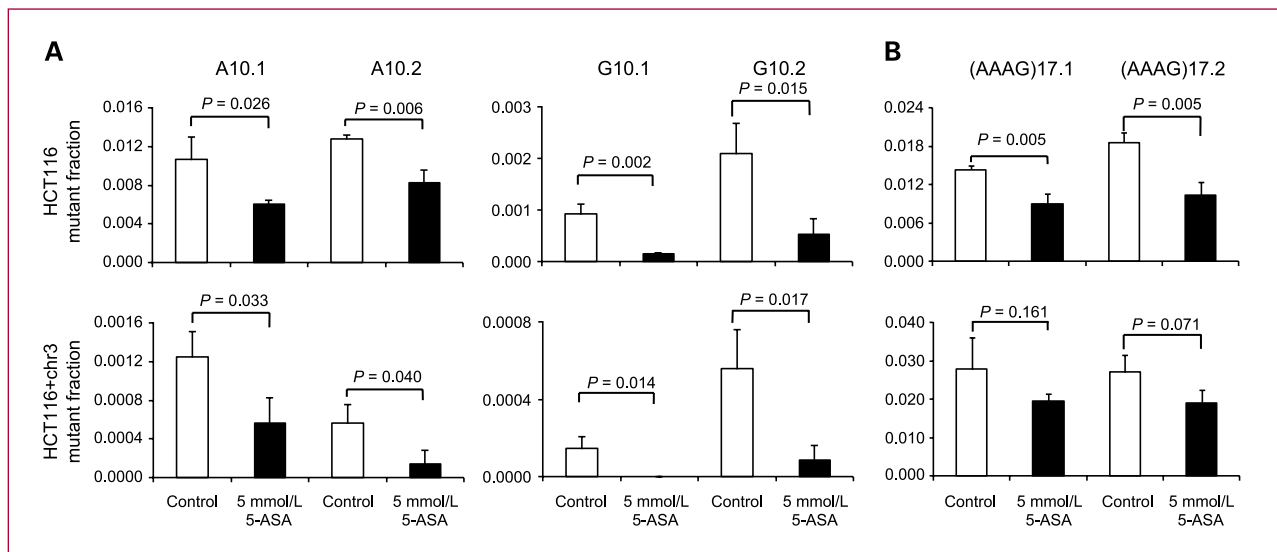 A
B
A10.1 A10.2 G10.1 G10.2 (AAAG)17.1 (AAAG)17.2
HCT116
mutant fraction
0.016
0.012
0.008
0.004
0.000
P = 0.026
P = 0.006
0.003
0.002
0.001
0.000
P = 0.002
P = 0.015
0.024
0.018
0.012
0.006
0.000
P = 0.005
P = 0.005
HCT116+chr3
mutant fraction
0.0016
0.0012
0.0008
0.0004
0.0000
P = 0.033
P = 0.040
0.0008
0.0004
0.0000
P = 0.014
P = 0.017
0.040
0.030
0.020
0.010
0.000
P = 0.161
P = 0.071
Control 5 mmol/L Control 5 mmol/L Control 5 mmol/L Control 5 mmol/L Control 5 mmol/L Control 5 mmol/L
5-ASA 5-ASA 5-ASA 5-ASA 5-ASA 5-ASA